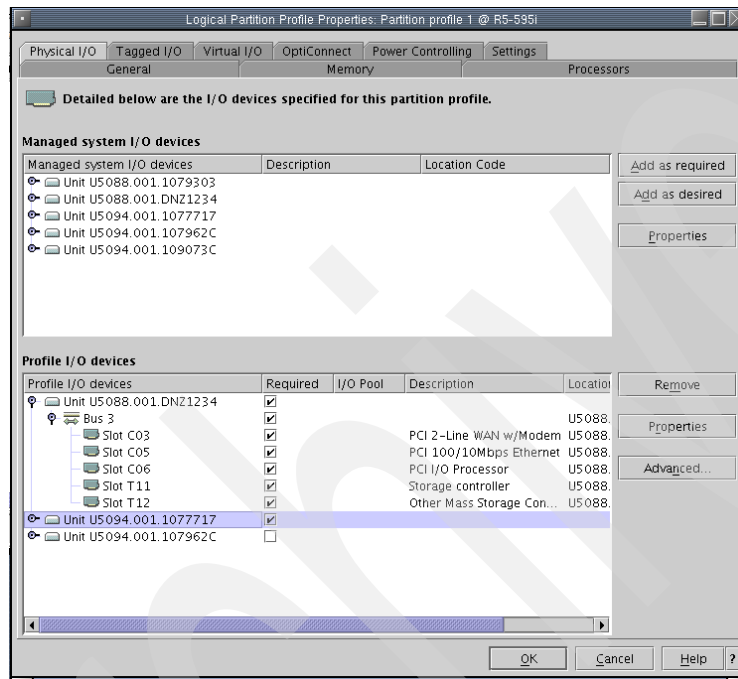 Logical Partition Profile Properties: Partition profile 1 @ R5-595i
Physical I/O Tagged I/O Virtual I/O OptiConnect Power Controlling Settings
General Memory Processors
Detailed below are the I/O devices specified for this partition profile.
Managed system I/O devices
Managed system I/O devices Description Location Code
Unit U5088.001.1079303
Unit U5088.001.DNZ1234
Unit U5094.001.1077717
Unit U5094.001.107962C
Unit U5094.001.109073C
Add as required
Add as desired
Properties
Profile I/O devices
Profile I/O devices Required I/O Pool Description Location
Unit U5088.001.DNZ1234
Bus 3 U5088.
Slot C03 PCI 2-Line WAN w/Modem U5088.
Slot C05 PCI 100/10Mbps Ethernet U5088.
Slot C06 PCI I/O Processor U5088.
Slot T11 Storage controller U5088.
Slot T12 Other Mass Storage Con... U5088.
Unit U5094.001.1077717
Unit U5094.001.107962C
Remove
Properties
Advanced...
OK Cancel Help ?